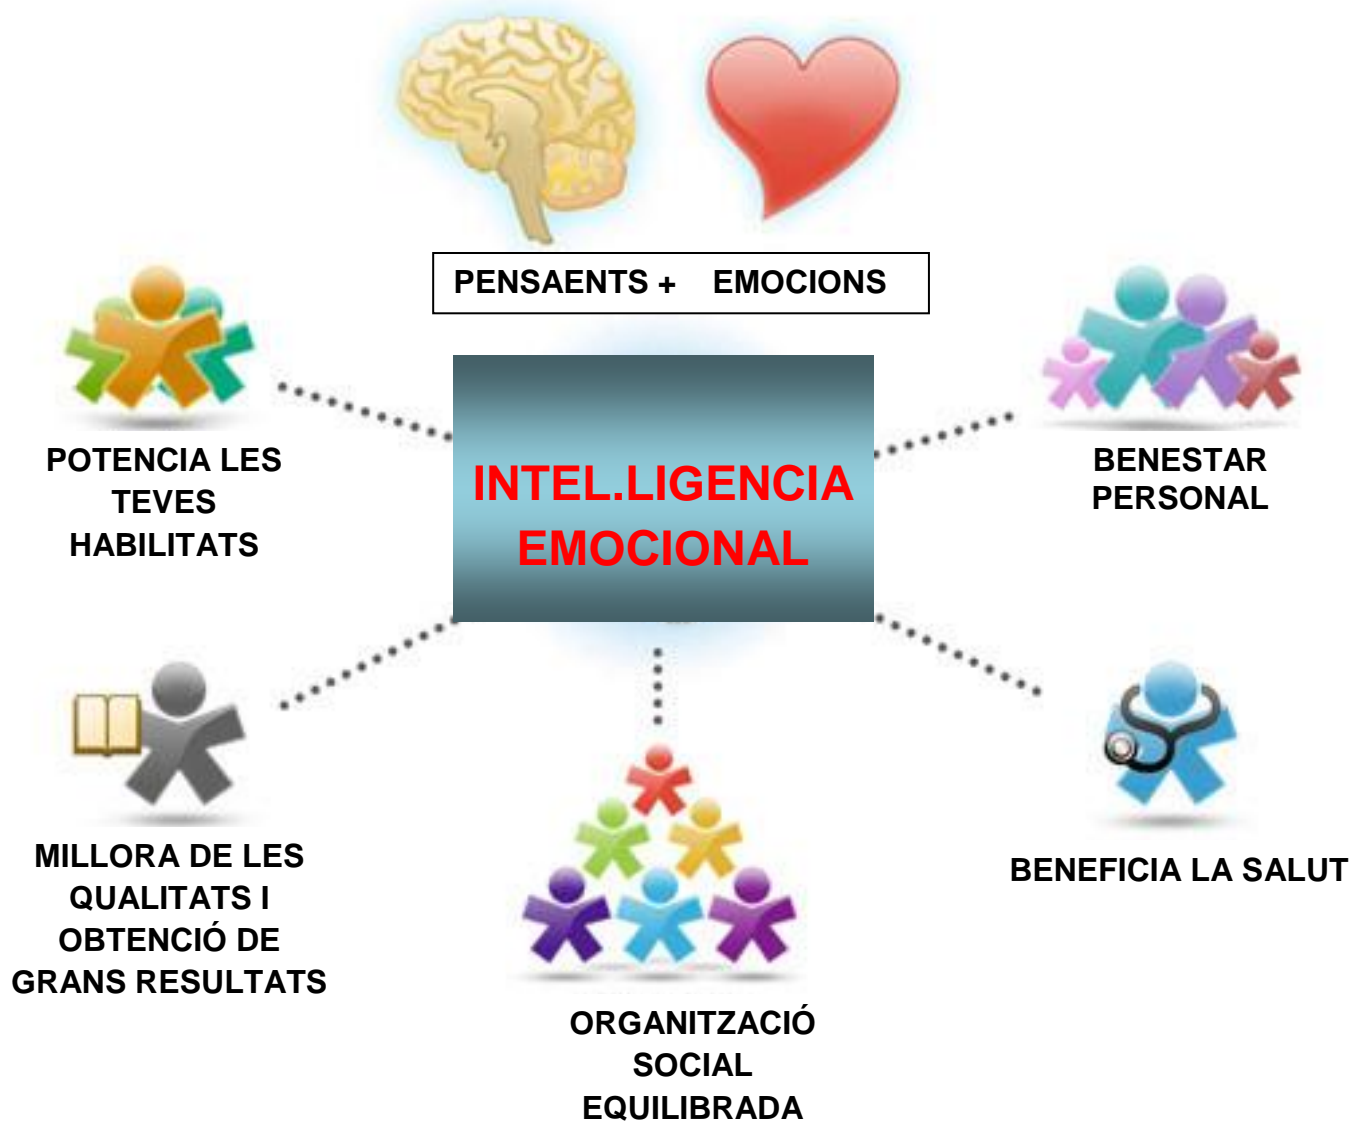 PENSAENTS + EMOCIONS
INTEL.LIGENCIA
EMOCIONAL
POTENCIA LES
TEVES
HABILITATS
BENESTAR
PERSONAL
MILLORA DE LES
QUALITATS I
OBTENCIÓ DE
GRANS RESULTATS
BENEFICIA LA SALUT
ORGANITZACIÓ
SOCIAL
EQUILIBRADA